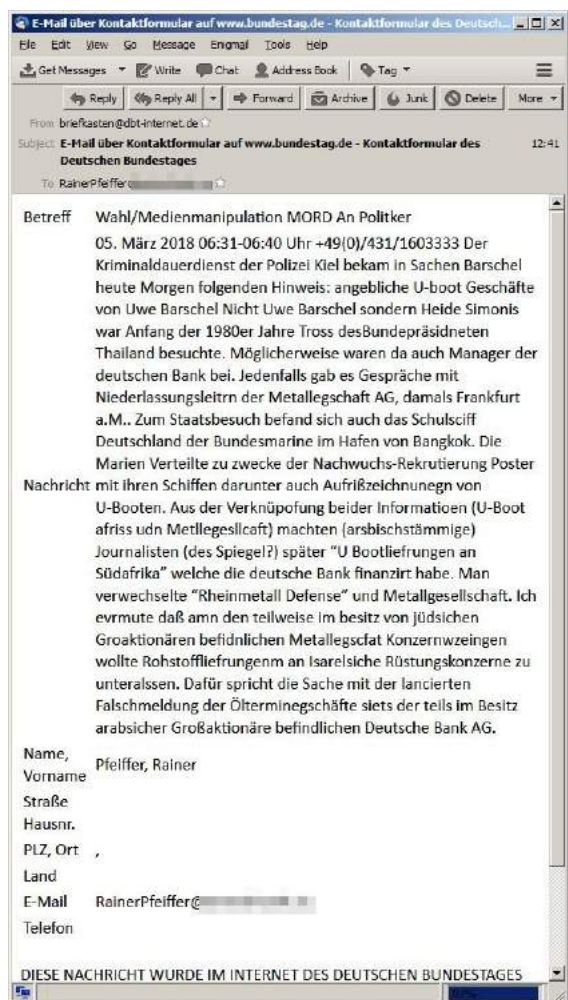 E-Mail über Kontaktformular auf www.bundestag.de - Kontaktformular des Deutsch...
File Edit View Go Message Enigmail Tools Help
Get Messages Write Chat Address Book Tag
Reply Reply All Forward Archive Junk Delete More
From briefkasten@dbt-internet.de
Subject E-Mail über Kontaktformular auf www.bundestag.de - Kontaktformular des 12:41
Deutschen Bundestages
To RainerPfeiffer
Betreff Wahl/Medienmanipulation MORD An Politker
05. März 2018 06:31-06:40 Uhr +49(0)/431/1603333 Der
Kriminaldauerdienst der Polizei Kiel bekam in Sachen Barschel
heute Morgen folgenden Hinweis: angebliche U-boot Geschäfte
von Uwe Barschel Nicht Uwe Barschel sondern Heide Simonis
war Anfang der 1980er Jahre Tross desBundepräsidneten
Thailand besuchte. Möglicherweise waren da auch Manager der
deutschen Bank bei. Jedenfalls gab es Gespräche mit
Niederlassungsleitrn der Metallegschaft AG, damals Frankfurt
a.M.. Zum Staatsbesuch befand sich auch das Schulsciff
Deutschland der Bundesmarine im Hafen von Bangkok. Die
Marien Verteilte zu zwecke der Nachwuchs-Rekrutierung Poster
Nachricht mit ihren Schiffen darunter auch Aufrißzeichnunegn von
U-Booten. Aus der Verknüpofung beider Informatioen (U-Boot
afriss udn Metllegesllcaft) machten (arsbischstämmige)
Journalisten (des Spiegel?) später "U Bootliefrungen an
Südafrika" welche die deutsche Bank finanzirt habe. Man
verwechselte "Rheinmetall Defense" und Metallgesellschaft. Ich
evrmute daß amn den teilweise im besitz von jüdsichen
Groaktionären befidnlichen Metallegscfat Konzernwzeingen
wollte Rohstoffliefrungenm an Isarelsiche Rüstungskonzerne zu
unteralssen. Dafür spricht die Sache mit der lancierten
Falschmeldung der Ölterminegschäfte siets der teils im Besitz
arabsicher Großaktionäre befindlichen Deutsche Bank AG.
Name,
Vorname Pfeiffer, Rainer
Straße
Hausnr.
PLZ, Ort ,
Land
E-Mail RainerPfeiffer@
Telefon
DIESE NACHRICHT WURDE IM INTERNET DES DEUTSCHEN BUNDESTAGES